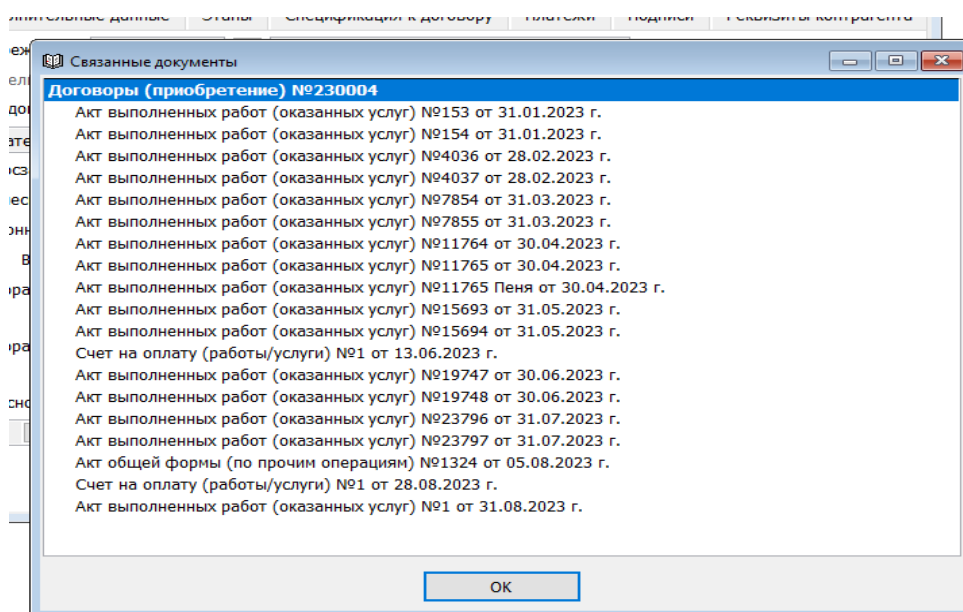 Этапы Спецификация к договору Платежи Подписи Реквизиты контрагента
Связанные документы
Договоры (приобретение) №230004
Акт выполненных работ (оказанных услуг) №153 от 31.01.2023 г.
Акт выполненных работ (оказанных услуг) №154 от 31.01.2023 г.
Акт выполненных работ (оказанных услуг) №4036 от 28.02.2023 г.
Акт выполненных работ (оказанных услуг) №4037 от 28.02.2023 г.
Акт выполненных работ (оказанных услуг) №7854 от 31.03.2023 г.
Акт выполненных работ (оказанных услуг) №7855 от 31.03.2023 г.
Акт выполненных работ (оказанных услуг) №11764 от 30.04.2023 г.
Акт выполненных работ (оказанных услуг) №11765 от 30.04.2023 г.
Акт выполненных работ (оказанных услуг) №11765 Пеня от 30.04.2023 г.
Акт выполненных работ (оказанных услуг) №15693 от 31.05.2023 г.
Акт выполненных работ (оказанных услуг) №15694 от 31.05.2023 г.
Счет на оплату (работы/услуги) №1 от 13.06.2023 г.
Акт выполненных работ (оказанных услуг) №19747 от 30.06.2023 г.
Акт выполненных работ (оказанных услуг) №19748 от 30.06.2023 г.
Акт выполненных работ (оказанных услуг) №23796 от 31.07.2023 г.
Акт выполненных работ (оказанных услуг) №23797 от 31.07.2023 г.
Акт общей формы (по прочим операциям) №1324 от 05.08.2023 г.
Счет на оплату (работы/услуги) №1 от 28.08.2023 г.
Акт выполненных работ (оказанных услуг) №1 от 31.08.2023 г.
ОК